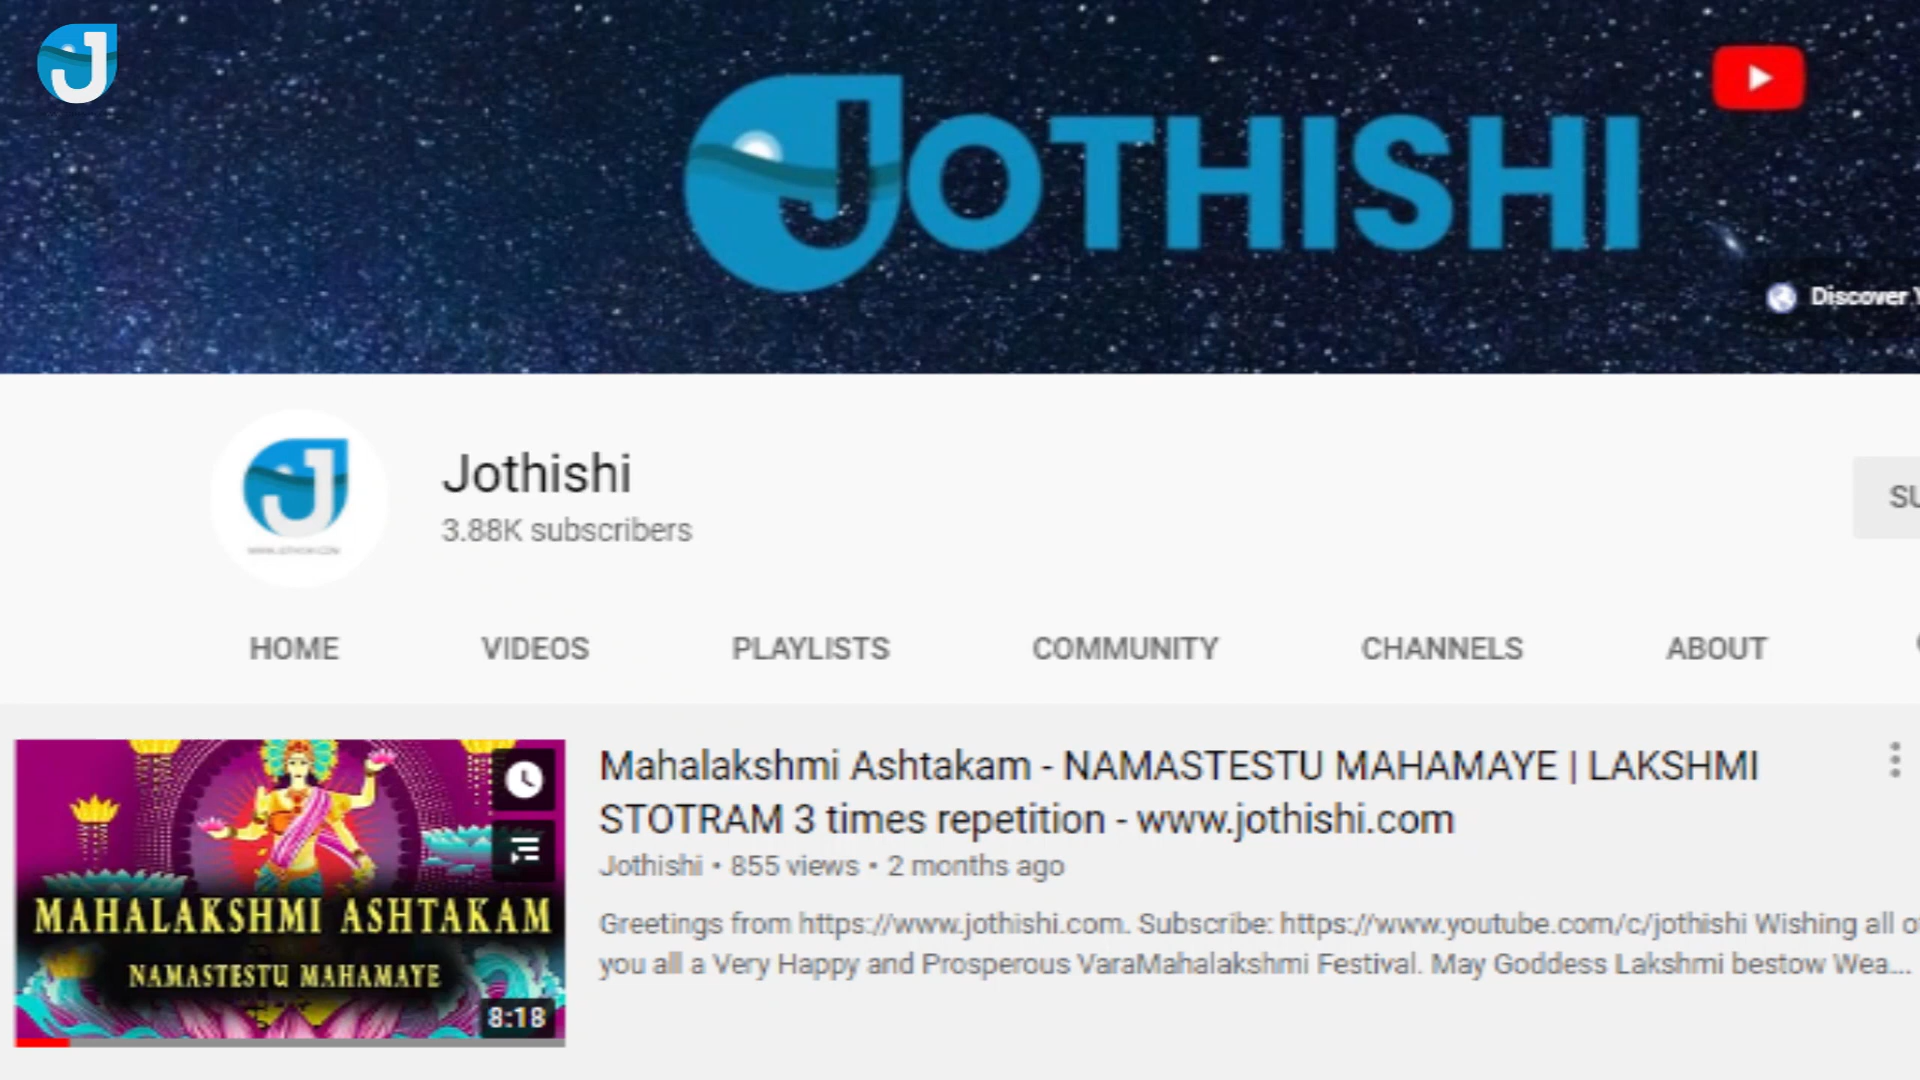 J
JOTHISHI
Discover
Jothishi
3.88K subscribers
HOME VIDEOS PLAYLISTS COMMUNITY CHANNELS ABOUT
Mahalakshmi Ashtakam - NAMASTESTU MAHAMAYE | LAKSHMI
STOTRAM 3 times repetition - www.jothishi.com
Jothishi • 855 views • 2 months ago
Greetings from https://www.jothishi.com. Subscribe: https://www.youtube.com/c/jothishi Wishing all
you all a Very Happy and Prosperous VaraMahalakshmi Festival. May Goddess Lakshmi bestow Wea...
MAHALAKSHMI ASHTAKAM
NAMASTESTU MAHAMAYE
8:18